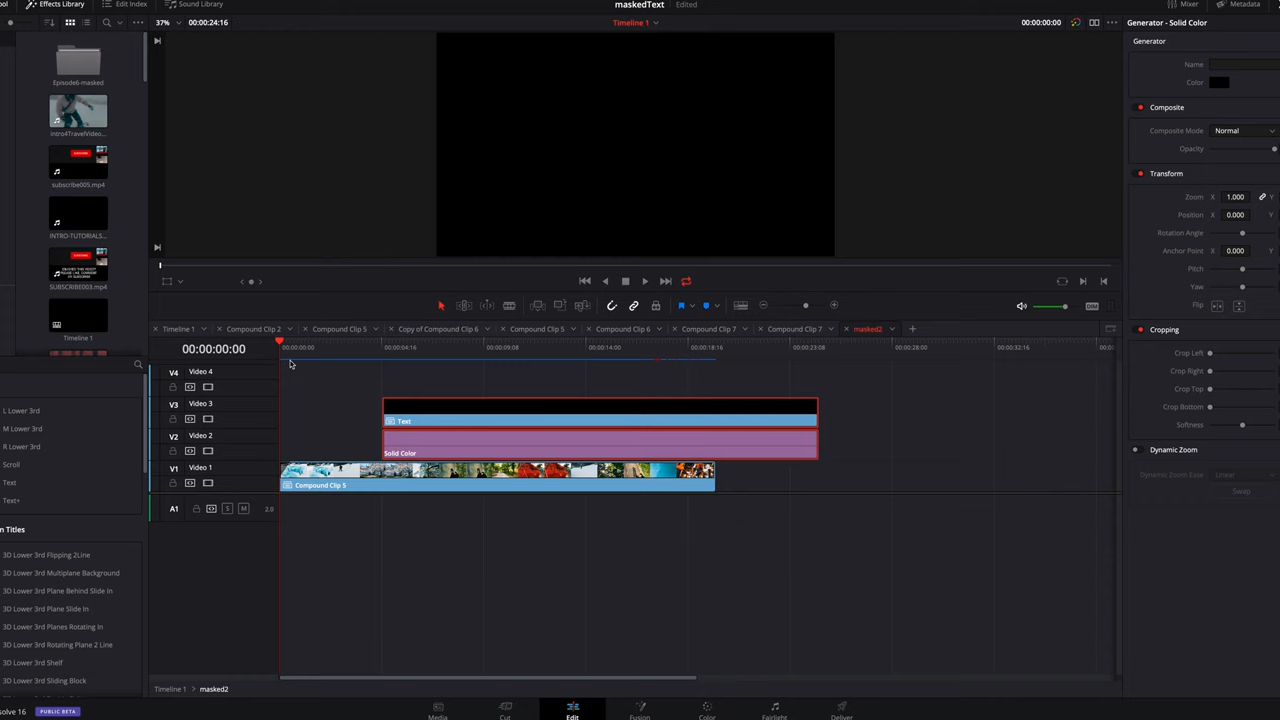 ol Effects Library Edit Index Sound Library maskedText Edited Mixer Metadata
37% 00:00:24:16 Timeline 1 00:00:00:00 Generator - Solid Color
Episode6-masked
intro4TravelVideo...
subscribe005.mp4
INTRO-TUTORIALS...
SUBSCRIBE003.mp4
Timeline 1
Generator
Name
Color
Composite
Composite Mode Normal
Opacity
Transform
Zoom X 1.000 Y
Position X 0.000 Y
Rotation Angle
Anchor Point X 0.000 Y
Pitch
Yaw
Flip
Cropping
Crop Left
Crop Right
Crop Top
Crop Bottom
Softness
Dynamic Zoom
Dynamic Zoom Ease Linear
Swap
DIM
Timeline 1 Compound Clip 2 Compound Clip 5 Copy of Compound Clip 6 Compound Clip 5 Compound Clip 6 Compound Clip 7 Compound Clip 7 masked2
00:00:00:00 00:00:00:00 00:00:04:16 00:00:09:08 00:00:14:00 00:00:18:16 00:00:23:08 00:00:28:00 00:00:32:16 00:00
V4 Video 4
V3 Video 3
Text
V2 Video 2
Solid Color
V1 Video 1
Compound Clip 5
A1 S M 2.0
L Lower 3rd
M Lower 3rd
R Lower 3rd
Scroll
Text
Text+
n Titles
3D Lower 3rd Flipping 2Line
3D Lower 3rd Multiplane Background
3D Lower 3rd Plane Behind Slide In
3D Lower 3rd Plane Slide In
3D Lower 3rd Planes Rotating In
3D Lower 3rd Rotating Plane 2 Line
3D Lower 3rd Shelf
3D Lower 3rd Sliding Block
Timeline 1 masked2
solve 16 PUBLIC BETA
Media Cut Edit Fusion Color Fairlight Deliver